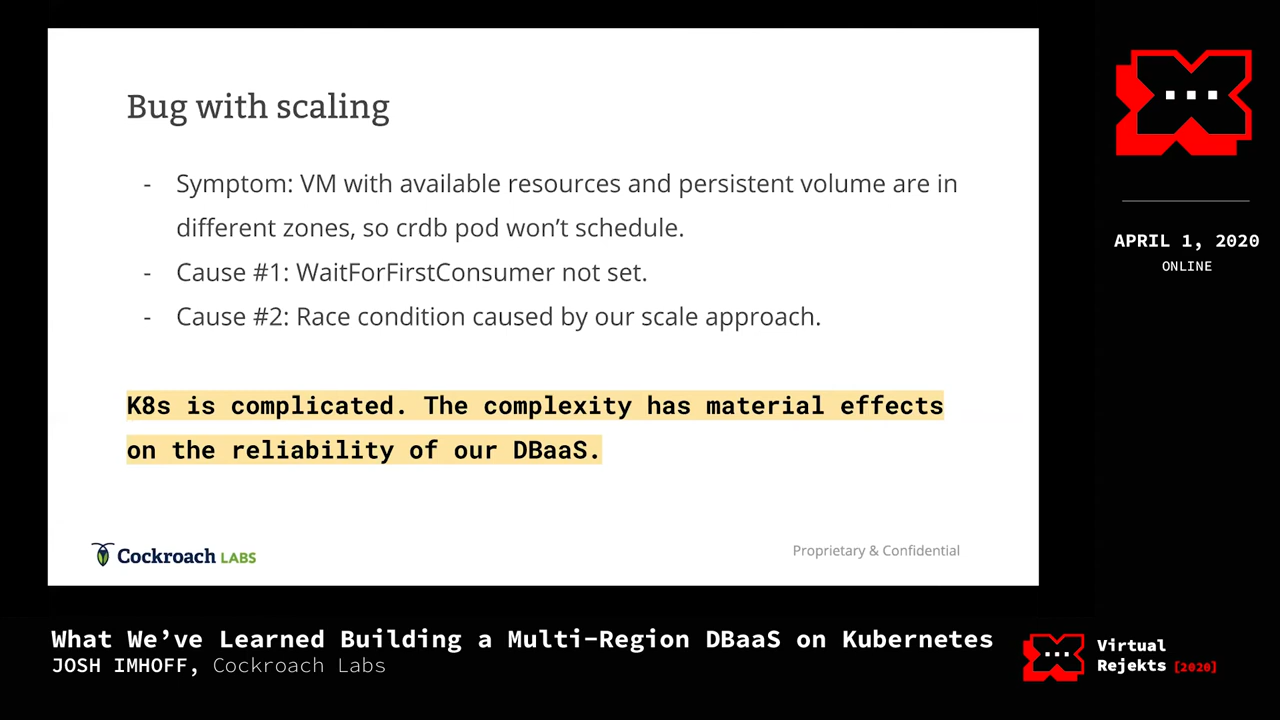 Bug with scaling
- Symptom: VM with available resources and persistent volume are in
different zones, so crdb pod won’t schedule.
- Cause #1: WaitForFirstConsumer not set.
- Cause #2: Race condition caused by our scale approach.
K8s is complicated. The complexity has material effects
on the reliability of our DBaaS.
Cockroach LABS
Proprietary & Confidential
APRIL 1, 2020
ONLINE
What We’ve Learned Building a Multi-Region DBaaS on Kubernetes
JOSH IMHOFF, Cockroach Labs
Virtual
Rejekts [2020]